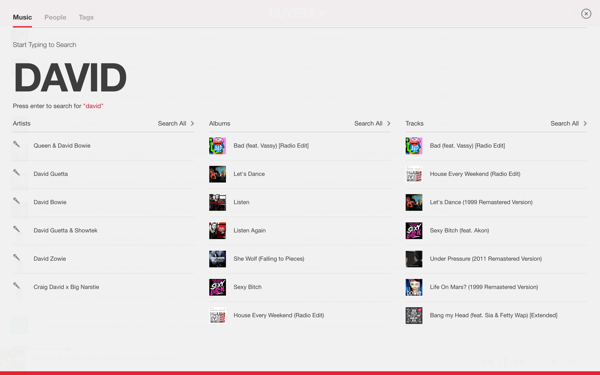 Music People Tags
Start Typing to Search
DAVID
Press enter to search for "david"
Artists Search All
Queen & David Bowie
David Guetta
David Bowie
David Guetta & Showtek
David Zowie
Craig David x Big Narstie
Albums Search All
Bad (feat. Vassy) [Radio Edit]
Let's Dance
Listen
Listen Again
She Wolf (Falling to Pieces)
Sexy Bitch
House Every Weekend (Radio Edit)
Tracks Search All
Bad (feat. Vassy) [Radio Edit]
House Every Weekend (Radio Edit)
Let's Dance (1999 Remastered Version)
Sexy Bitch (feat. Akon)
Under Pressure (2011 Remastered Version)
Life On Mars? (1999 Remastered Version)
Bang my Head (feat. Sia & Fetty Wap) [Extended]